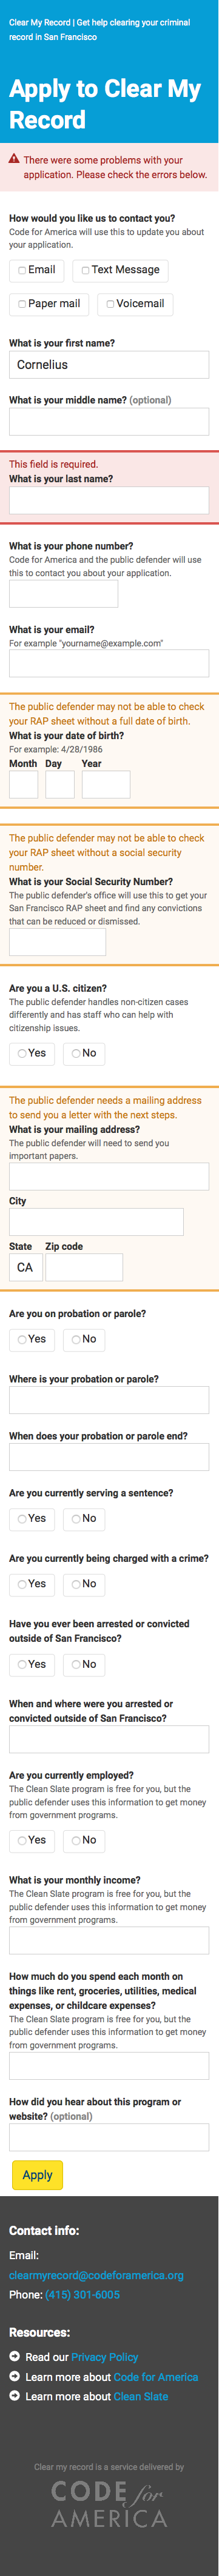 Clear My Record | Get help clearing your criminal
record in San Francisco
Apply to Clear My
Record
There were some problems with your
application. Please check the errors below.
How would you like us to contact you?
Code for America will use this to update you about
your application.
Email
Text Message
Paper mail
Voicemail
What is your first name?
Cornelius
What is your middle name? (optional)
This field is required.
What is your last name?
What is your phone number?
Code for America and the public defender will use
this to contact you about your application.
What is your email?
For example "yourname@example.com"
The public defender may not be able to check
your RAP sheet without a full date of birth.
What is your date of birth?
For example: 4/28/1986
Month Day Year
The public defender may not be able to check
your RAP sheet without a social security
number.
What is your Social Security Number?
The public defender's office will use this to get your
San Francisco RAP sheet and find any convictions
that can be reduced or dismissed.
Are you a U.S. citizen?
The public defender handles non-citizen cases
differently and has staff who can help with
citizenship issues.
Yes No
The public defender needs a mailing address
to send you a letter with the next steps.
What is your mailing address?
The public defender will need to send you
important papers.
City
State Zip code
CA
Are you on probation or parole?
Yes No
Where is your probation or parole?
When does your probation or parole end?
Are you currently serving a sentence?
Yes No
Are you currently being charged with a crime?
Yes No
Have you ever been arrested or convicted
outside of San Francisco?
Yes No
When and where were you arrested or
convicted outside of San Francisco?
Are you currently employed?
The Clean Slate program is free for you, but the
public defender uses this information to get money
from government programs.
Yes No
What is your monthly income?
The Clean Slate program is free for you, but the
public defender uses this information to get money
from government programs.
How much do you spend each month on
things like rent, groceries, utilities, medical
expenses, or childcare expenses?
The Clean Slate program is free for you, but the
public defender uses this information to get money
from government programs.
How did you hear about this program or
website? (optional)
Apply
Contact info:
Email:
clearmyrecord@codeforamerica.org
Phone: (415) 301-6005
Resources:
Read our Privacy Policy
Learn more about Code for America
Learn more about Clean Slate
Clear my record is a service delivered by
CODE for
AMERICA